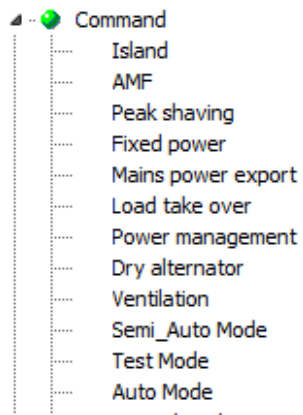 Command
Island
AMF
Peak shaving
Fixed power
Mains power export
Load take over
Power management
Dry alternator
Ventilation
Semi_Auto Mode
Test Mode
Auto Mode